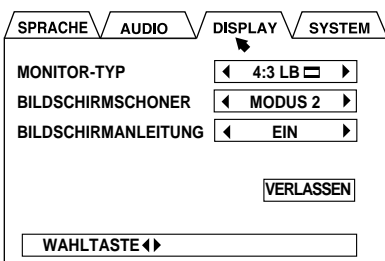 SPRACHE AUDIO DISPLAY SYSTEM
MONITOR-TYP 4:3 LB
BILDSCHIRMSCHONER MODUS 2
BILDSCHIRMANLEITUNG EIN
VERLASSEN
WAHLTASTE